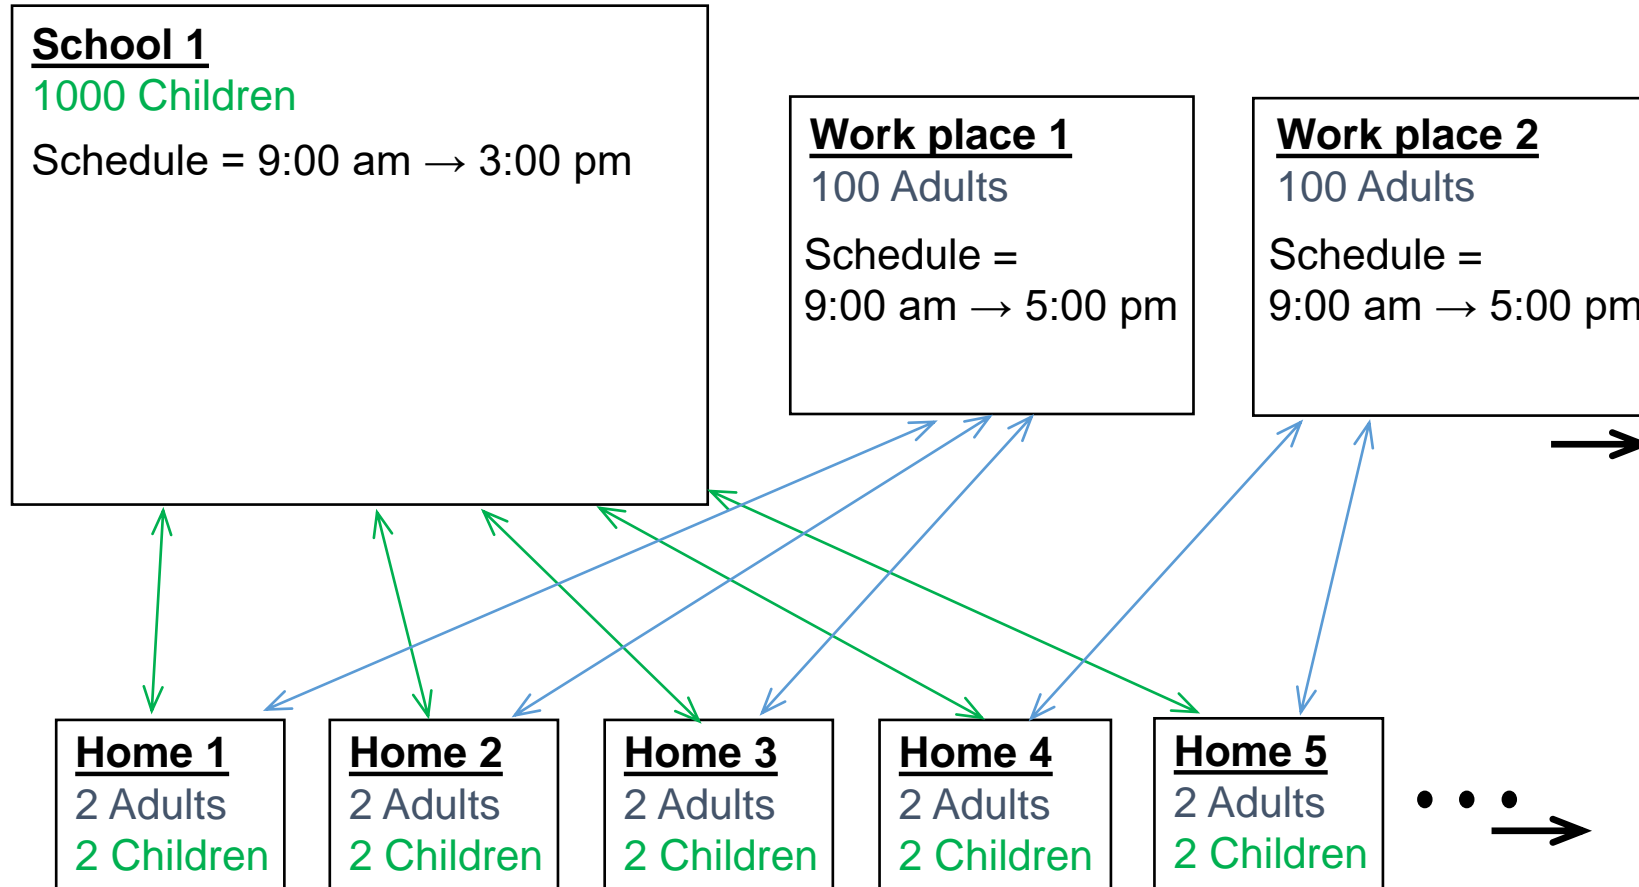 School 1
1000 Children
Schedule = 9:00 am → 3:00 pm
Work place 1
100 Adults
Schedule =
9:00 am → 5:00 pm
Work place 2
100 Adults
Schedule =
9:00 am → 5:00 pm
Home 1
2 Adults
2 Children
Home 2
2 Adults
2 Children
Home 3
2 Adults
2 Children
Home 4
2 Adults
2 Children
Home 5
2 Adults
2 Children
• • •